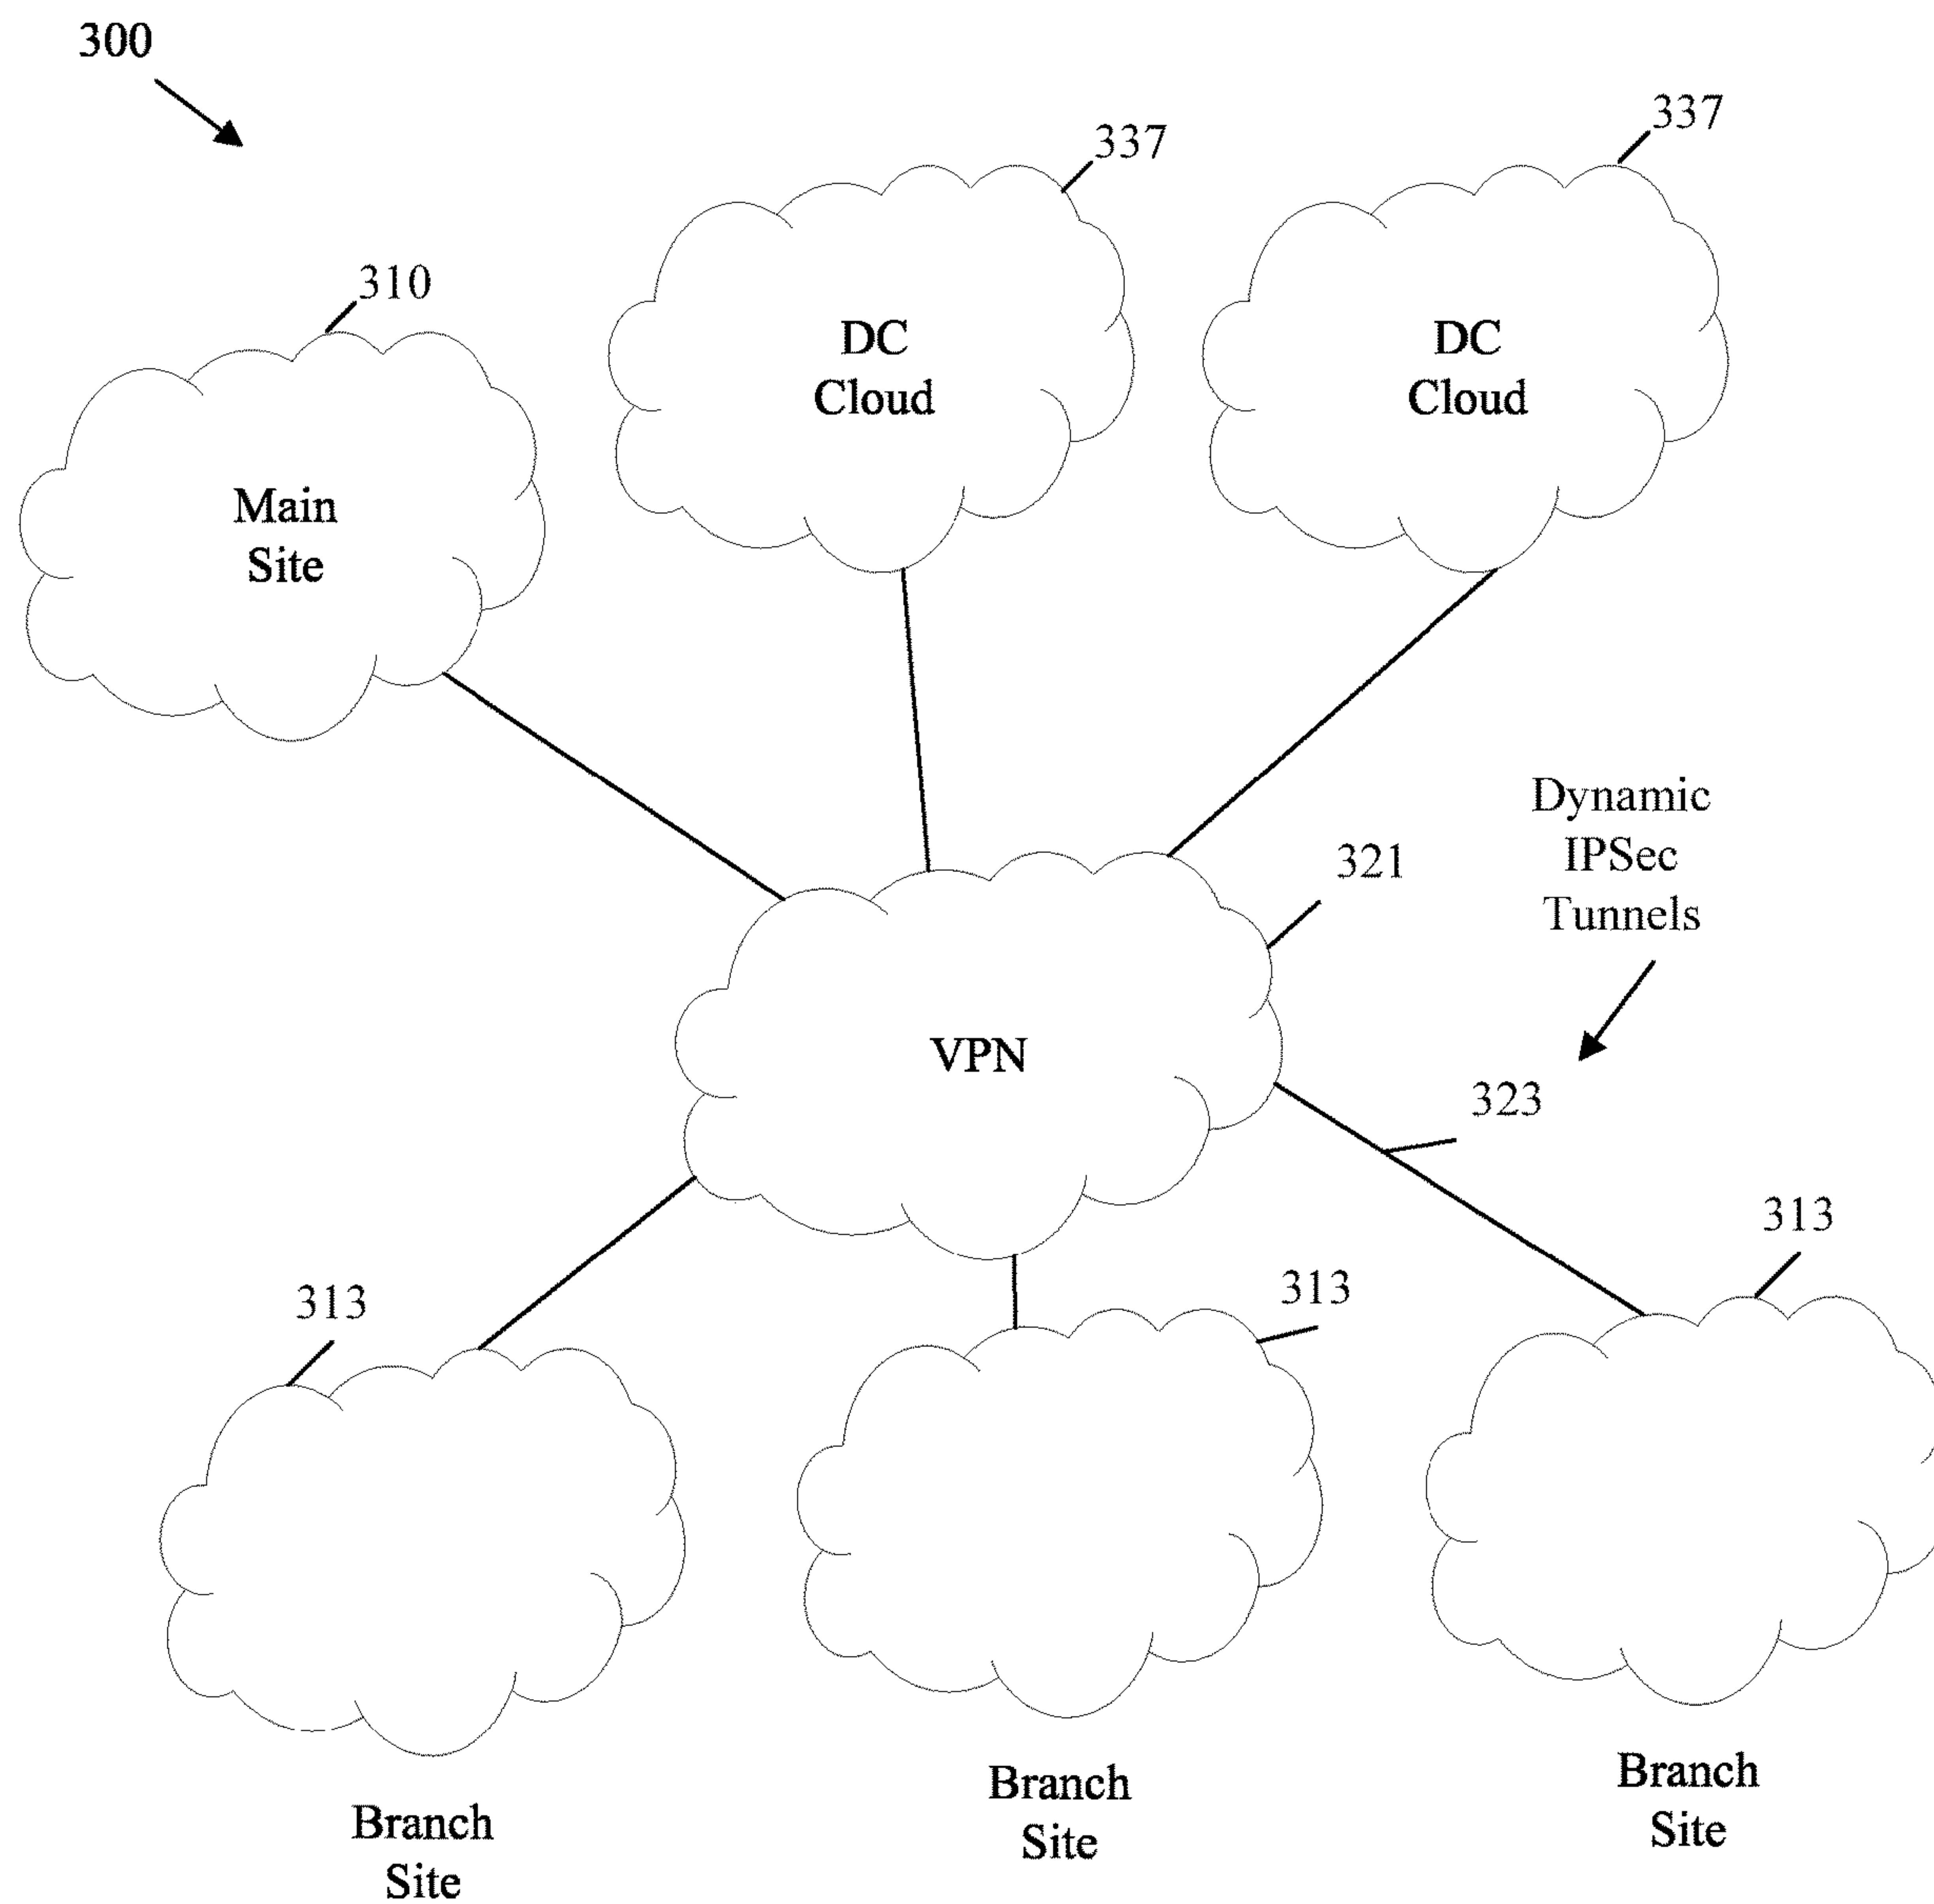 300
337
337
310
DC
Cloud
DC
Cloud
Main
Site
Dynamic
IPSec
Tunnels
321
VPN
323
313
313
313
Branch
Site
Branch
Site
Branch
Site